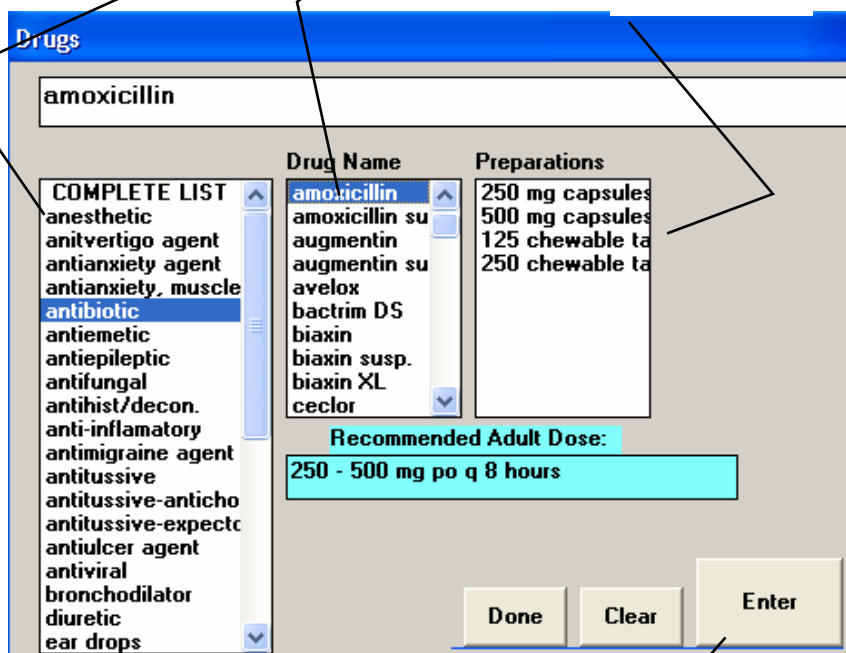 Drugs
amoxicillin
Drug Name
Preparations
COMPLETE LIST
anesthetic
anitvertigo agent
antianxiety agent
antianxiety, muscle
antibiotic
antiemetic
antiepileptic
antifungal
antihist/decon.
anti-inflamatory
antimigraine agent
antitussive
antitussive-anticho
antitussive-expecto
antiulcer agent
antiviral
bronchodilator
diuretic
ear drops
amoxicillin
amoxicillin su
augmentin
augmentin su
avelox
bactrim DS
biaxin
biaxin susp.
biaxin XL
ceclor
250 mg capsules
500 mg capsules
125 chewable ta
250 chewable ta
Recommended Adult Dose:
250 - 500 mg po q 8 hours
Done
Clear
Enter